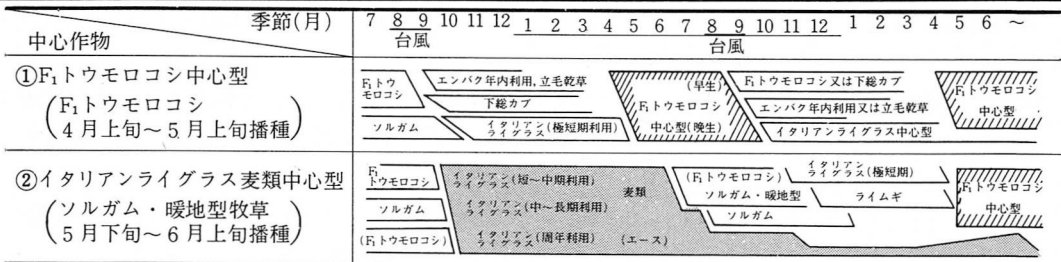 季節(月)
中心作物
7 8 9 10 11 12 1 2 3 4 5 6 7 8 9 10 11 12 1 2 3 4 5 6 ～
台風
台風
①F₁トウモロコシ中心型
(F₁トウモロコシ
4月上旬～5月上旬播種)
F₁トウ
モロコシ
エンバク年内利用,立毛乾草
下総カブ
ソルガム
イタリアン
ライグラス(極短期利用)
(早生)
F₁トウモロコシ
中心型(晩生)
F₁トウモロコシ又は下総カブ
エンバク年内利用又は立毛乾草
イタリアンライグラス中心型
F₁トウモロコシ
中心型
②イタリアンライグラス麦類中心型
(ソルガム・暖地型牧草
5月下旬～6月上旬播種)
F₁
トウモロコシ
ソルガム
(F₁トウモロコシ)
イタリアン
ライグラス(短～中期利用)
麦類
イタリアン
ライグラス(中～長期利用)
イタリアン
ライグラス(周年利用)
(エース)
(F₁トウモロコシ)
ソルガム・暖地型
ソルガム
イタリアン
ライグラス(極短期)
ライムギ
F₁トウモロコシ
中心型